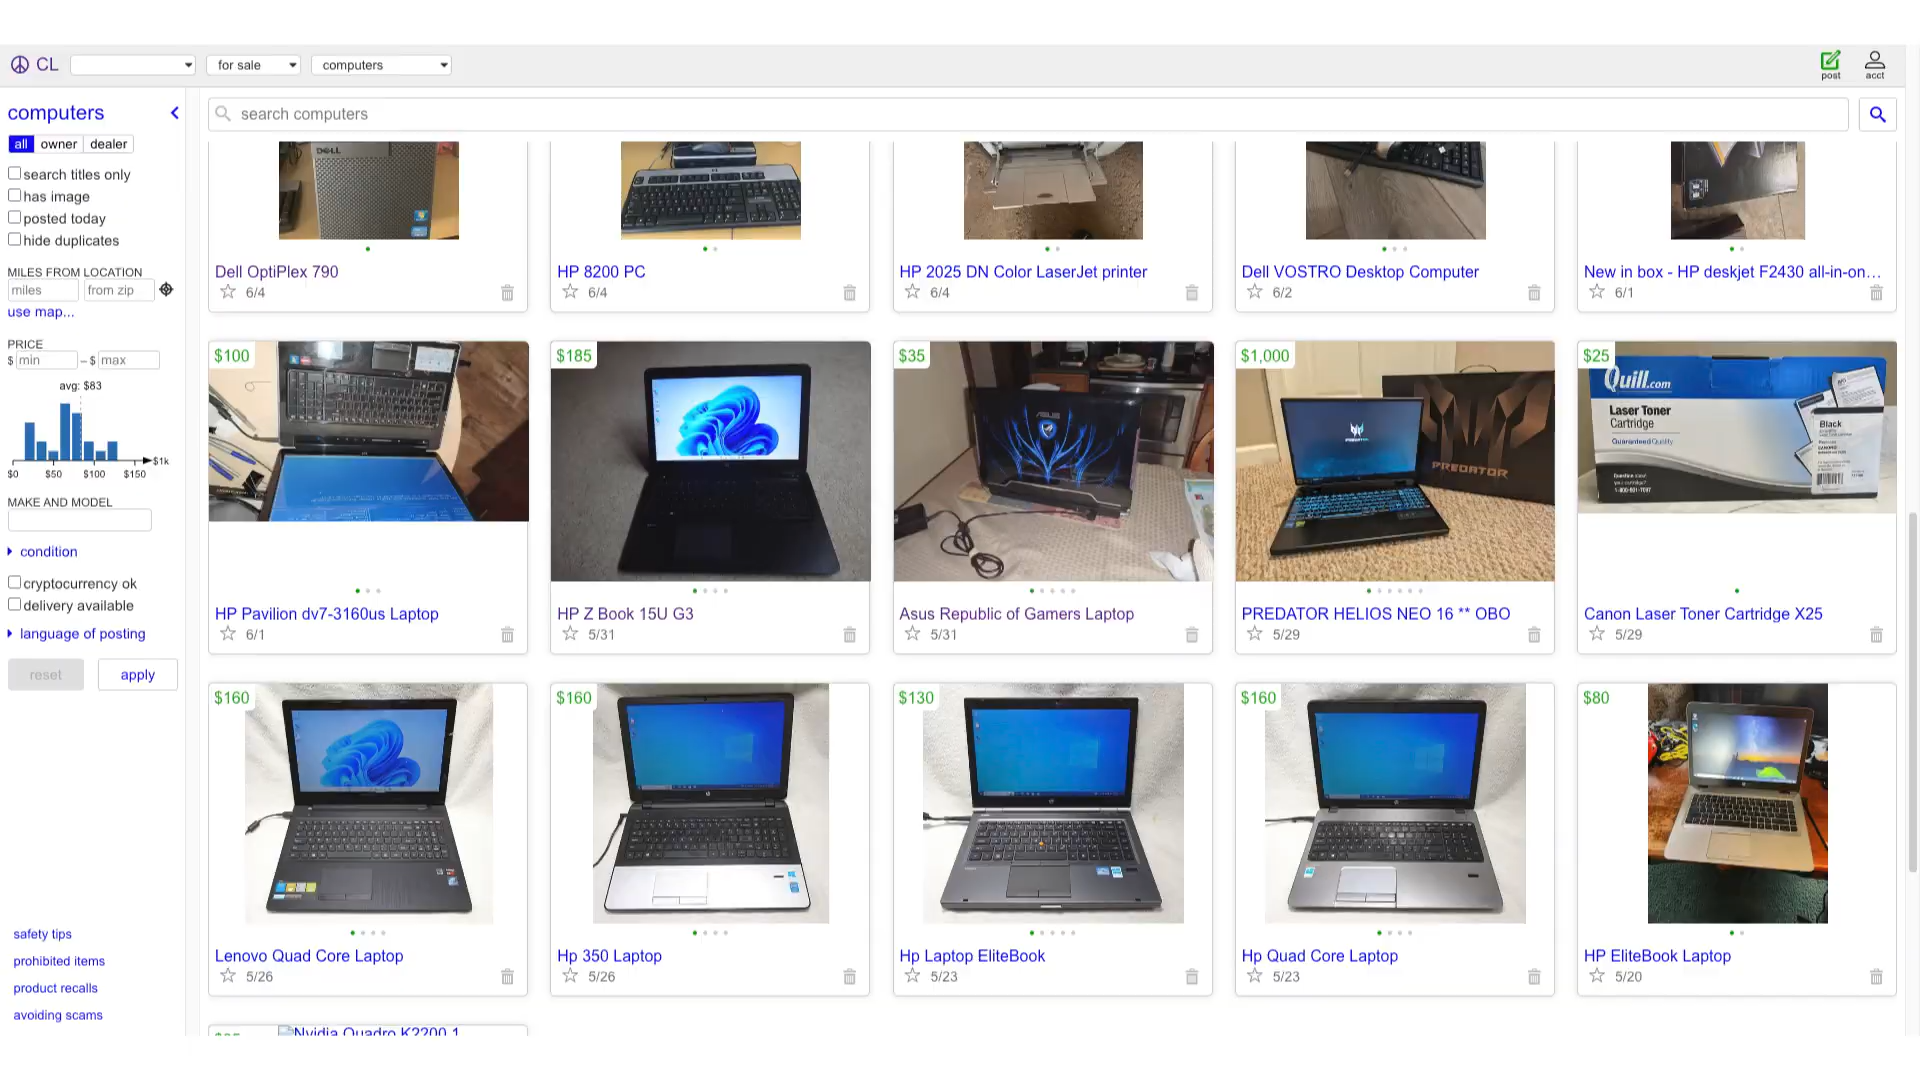 CL
for sale
computers
post
acct
computers
all owner dealer
search computers
search titles only
has image
posted today
hide duplicates
MILES FROM LOCATION
miles from zip
use map...
PRICE
$ min – $ max
avg: $83
$1k
$0 $50 $100 $150
MAKE AND MODEL
condition
cryptocurrency ok
delivery available
language of posting
reset apply
safety tips
prohibited items
product recalls
avoiding scams
DELL
Dell OptiPlex 790
6/4
HP 8200 PC
6/4
HP 2025 DN Color LaserJet printer
6/4
Dell VOSTRO Desktop Computer
6/2
New in box - HP deskjet F2430 all-in-on…
6/1
$100
HP Pavilion dv7-3160us Laptop
6/1
$185
HP Z Book 15U G3
5/31
$35
ASUS
Asus Republic of Gamers Laptop
5/31
$1,000
PREDATOR
PREDATOR HELIOS NEO 16 ** OBO
5/29
$25
Quill.com
Laser Toner
Cartridge
Guaranteed Quality
Black
1-800-981-7097
Canon Laser Toner Cartridge X25
5/29
$160
Lenovo Quad Core Laptop
5/26
$160
Hp 350 Laptop
5/26
$130
Hp Laptop EliteBook
5/23
$160
Hp Quad Core Laptop
5/23
$80
HP EliteBook Laptop
5/20
Nvidia Quadro K2200 1